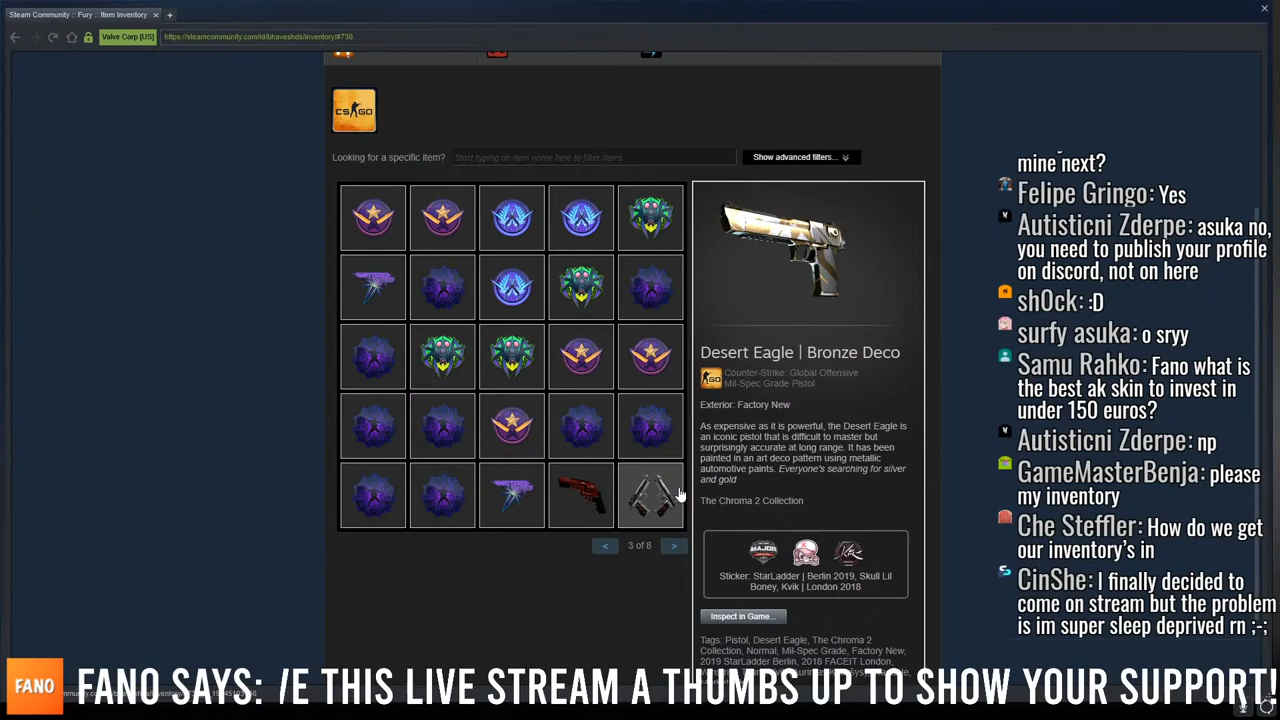 Steam Community :: Fury :: Item Inventory
Valve Corp [US]
https://steamcommunity.com/id/bhaveshds/inventory/#730
CS GO
Looking for a specific item?
Start typing an item name here to filter items
Show advanced filters...
Desert Eagle | Bronze Deco
Counter-Strike: Global Offensive
Mil-Spec Grade Pistol
Exterior: Factory New
As expensive as it is powerful, the Desert Eagle is
an iconic pistol that is difficult to master but
surprisingly accurate at long range. It has been
painted in an art deco pattern using metallic
automotive paints. Everyone's searching for silver
and gold
The Chroma 2 Collection
MAJOR
Sticker: StarLadder | Berlin 2019, Skull Lil
Boney, Kvik | London 2018
Inspect in Game...
Tags: Pistol, Desert Eagle, The Chroma 2
Collection, Normal, Mil-Spec Grade, Factory New,
2019 StarLadder Berlin, 2018 FACEIT London,
< 3 of 8 >
mine next?
Felipe Gringo: Yes
Autisticni Zderpe: asuka no,
you need to publish your profile
on discord, not on here
sh0ck: :D
surfy asuka: o sryy
Samu Rahko: Fano what is
the best ak skin to invest in
under 150 euros?
Autisticni Zderpe: np
GameMasterBenja: please
my inventory
Che Steffler: How do we get
our inventory's in
CinShe: I finally decided to
come on stream but the problem
is im super sleep deprived rn ;-;
FANO
FANO SAYS: /E THIS LIVE STREAM A THUMBS UP TO SHOW YOUR SUPPORT!